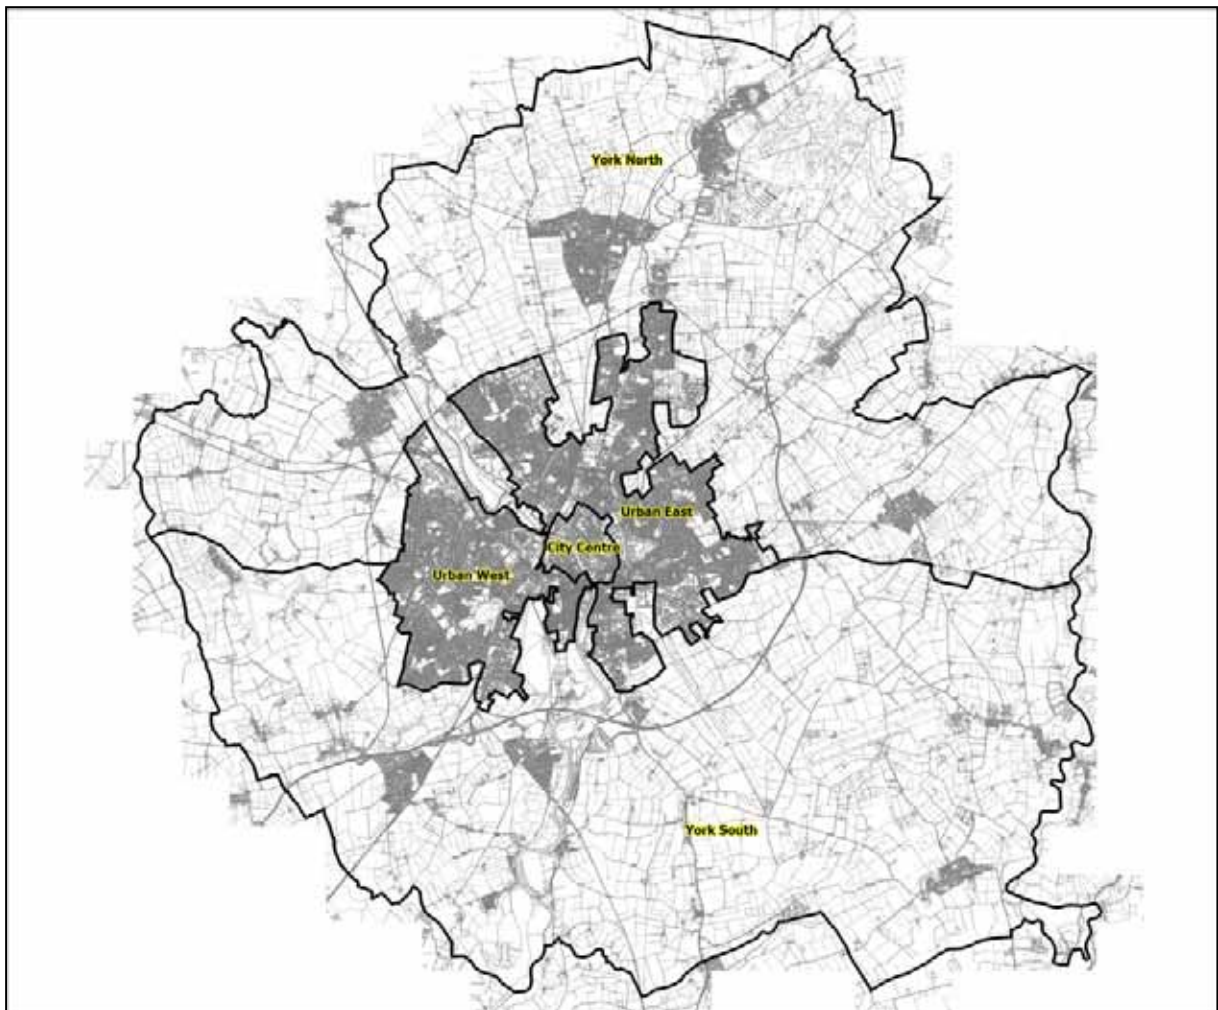 York North
Urban East
City Centre
Urban West
York South